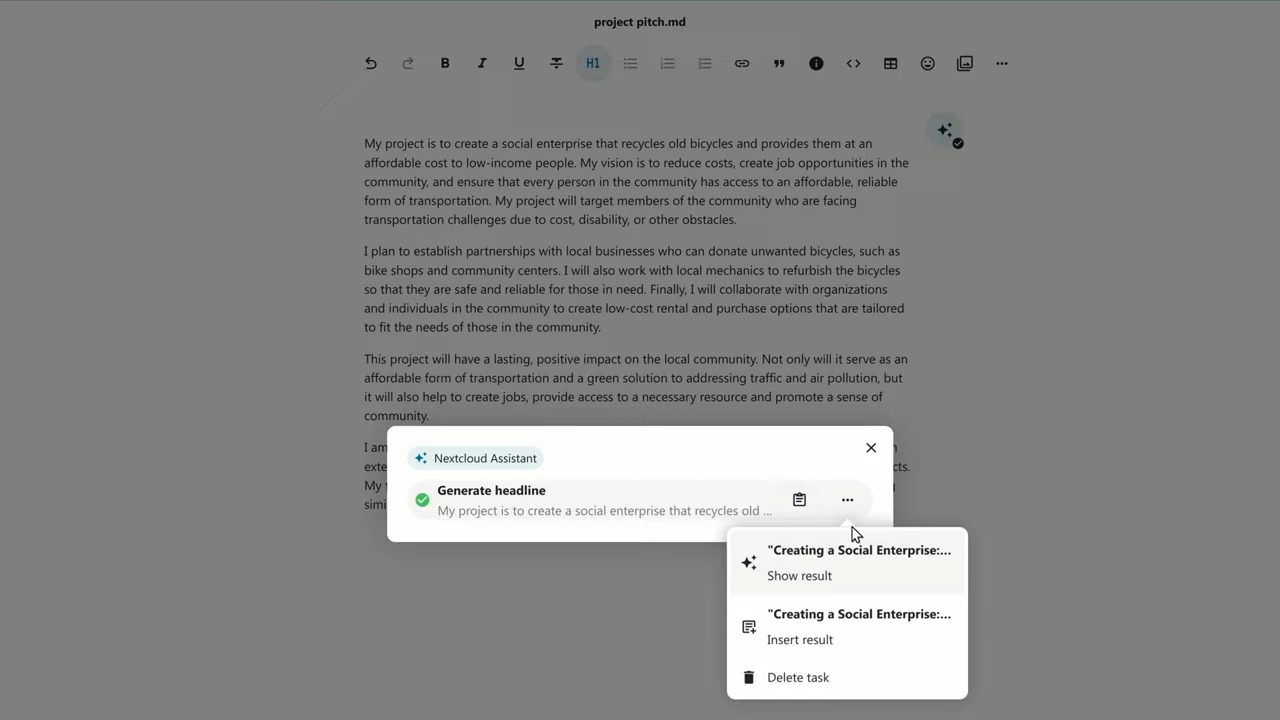 project pitch.md
B I U H1
My project is to create a social enterprise that recycles old bicycles and provides them at an
affordable cost to low-income people. My vision is to reduce costs, create job opportunities in the
community, and ensure that every person in the community has access to an affordable, reliable
form of transportation. My project will target members of the community who are facing
transportation challenges due to cost, disability, or other obstacles.
I plan to establish partnerships with local businesses who can donate unwanted bicycles, such as
bike shops and community centers. I will also work with local mechanics to refurbish the bicycles
so that they are safe and reliable for those in need. Finally, I will collaborate with organizations
and individuals in the community to create low-cost rental and purchase options that are tailored
to fit the needs of those in the community.
This project will have a lasting, positive impact on the local community. Not only will it serve as an
affordable form of transportation and a green solution to addressing traffic and air pollution, but
it will also help to create jobs, provide access to a necessary resource and promote a sense of
community.
I am
exte cts.
My t
simi
Nextcloud Assistant
Generate headline
My project is to create a social enterprise that recycles old ...
"Creating a Social Enterprise:...
Show result
"Creating a Social Enterprise:...
Insert result
Delete task